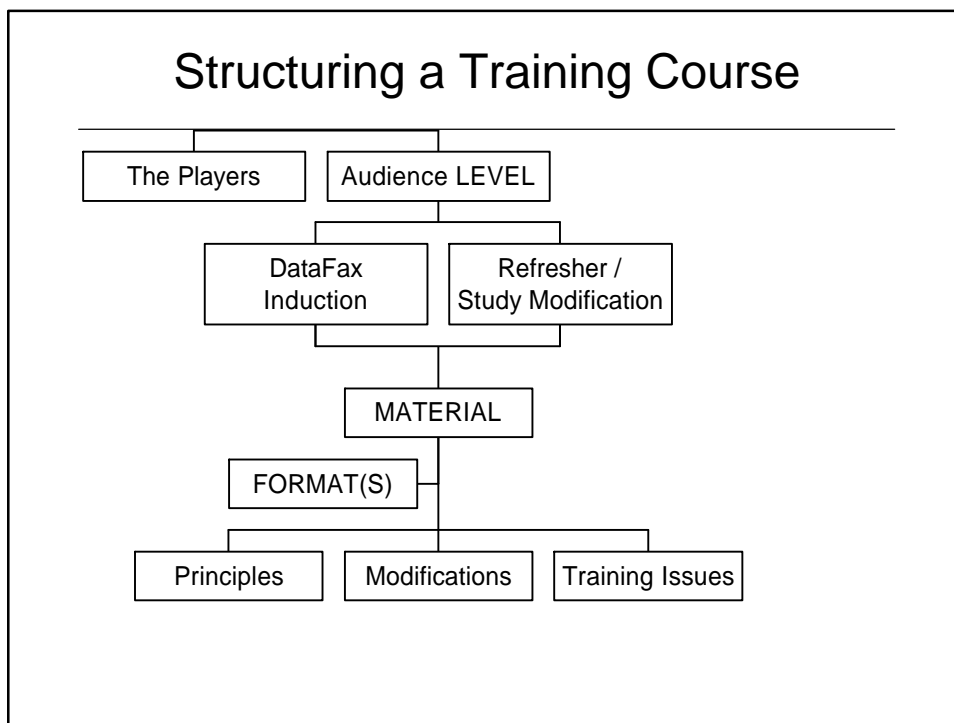 Structuring a Training Course
The Players
Audience LEVEL
DataFax
Induction
Refresher /
Study Modification
MATERIAL
FORMAT(S)
Principles
Modifications
Training Issues